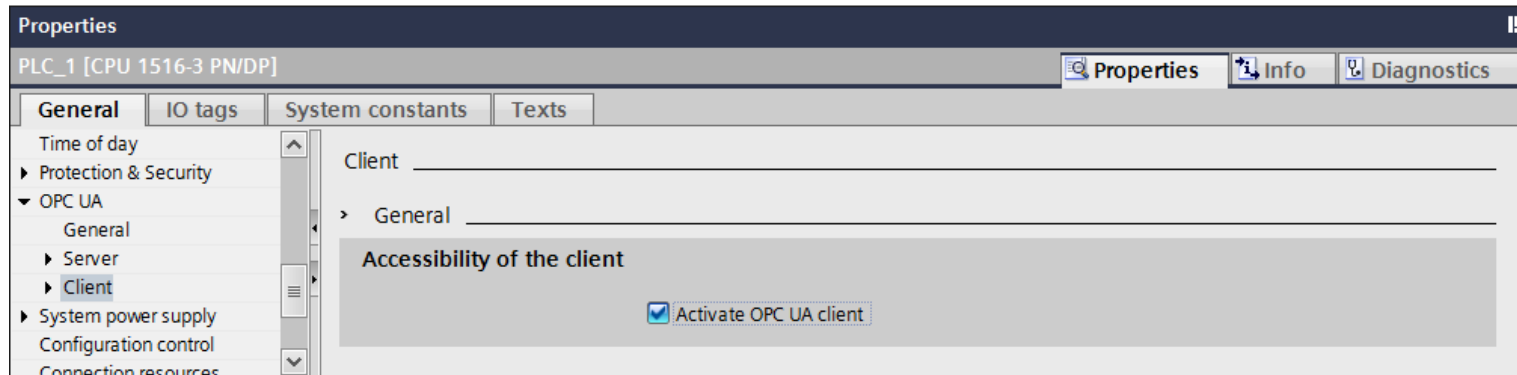 Properties
PLC_1 [CPU 1516-3 PN/DP]
Properties Info Diagnostics
General IO tags System constants Texts
Time of day
Protection & Security
OPC UA
General
Server
Client
System power supply
Configuration control
Connection resources
Client
General
Accessibility of the client
Activate OPC UA client